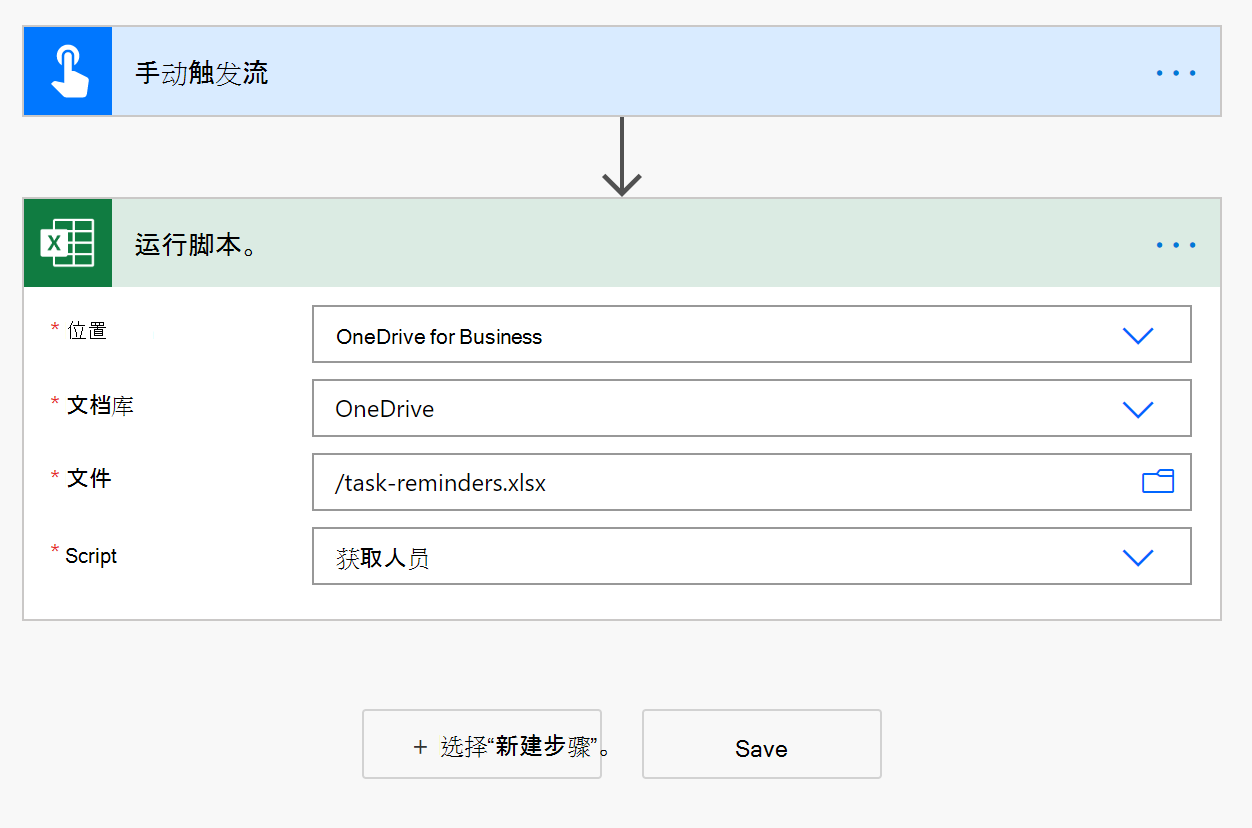 手动触发流
运行脚本。
* 位置
OneDrive for Business
* 文档库
OneDrive
* 文件
/task-reminders.xlsx
* Script
获取人员
+ 选择“新建步骤”。
Save